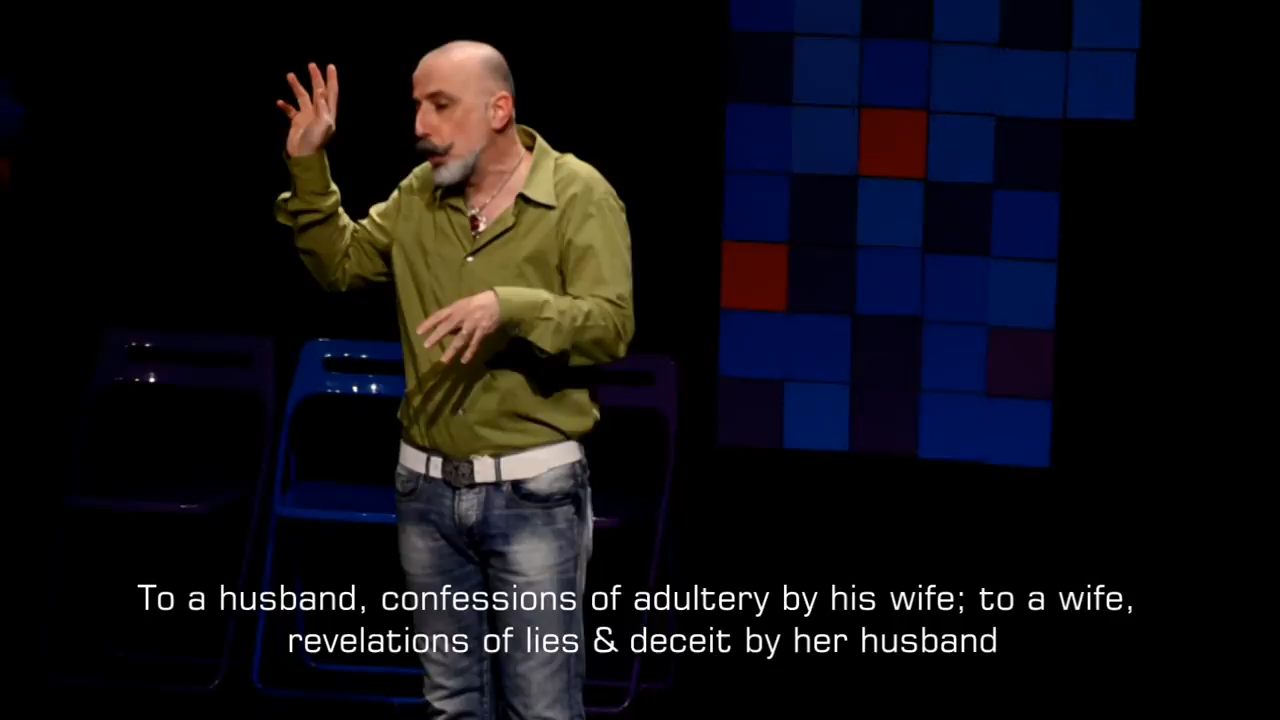 To a husband, confessions of adultery by his wife; to a wife,
revelations of lies & deceit by her husband